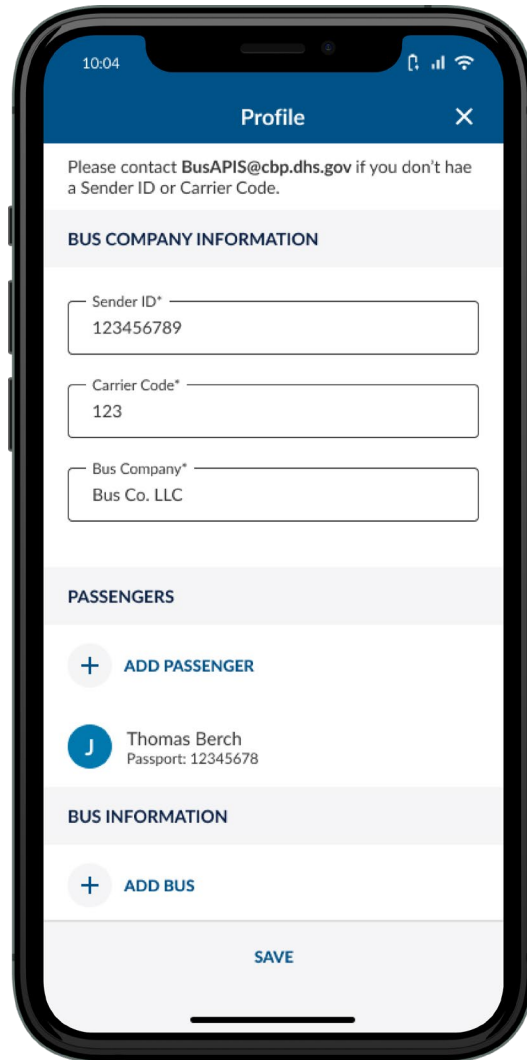 10:04
Profile
Please contact BusAPIS@cbp.dhs.gov if you don't hae
a Sender ID or Carrier Code.
BUS COMPANY INFORMATION
Sender ID*
123456789
Carrier Code*
123
Bus Company*
Bus Co. LLC
PASSENGERS
+ ADD PASSENGER
J
Thomas Berch
Passport: 12345678
BUS INFORMATION
+ ADD BUS
SAVE